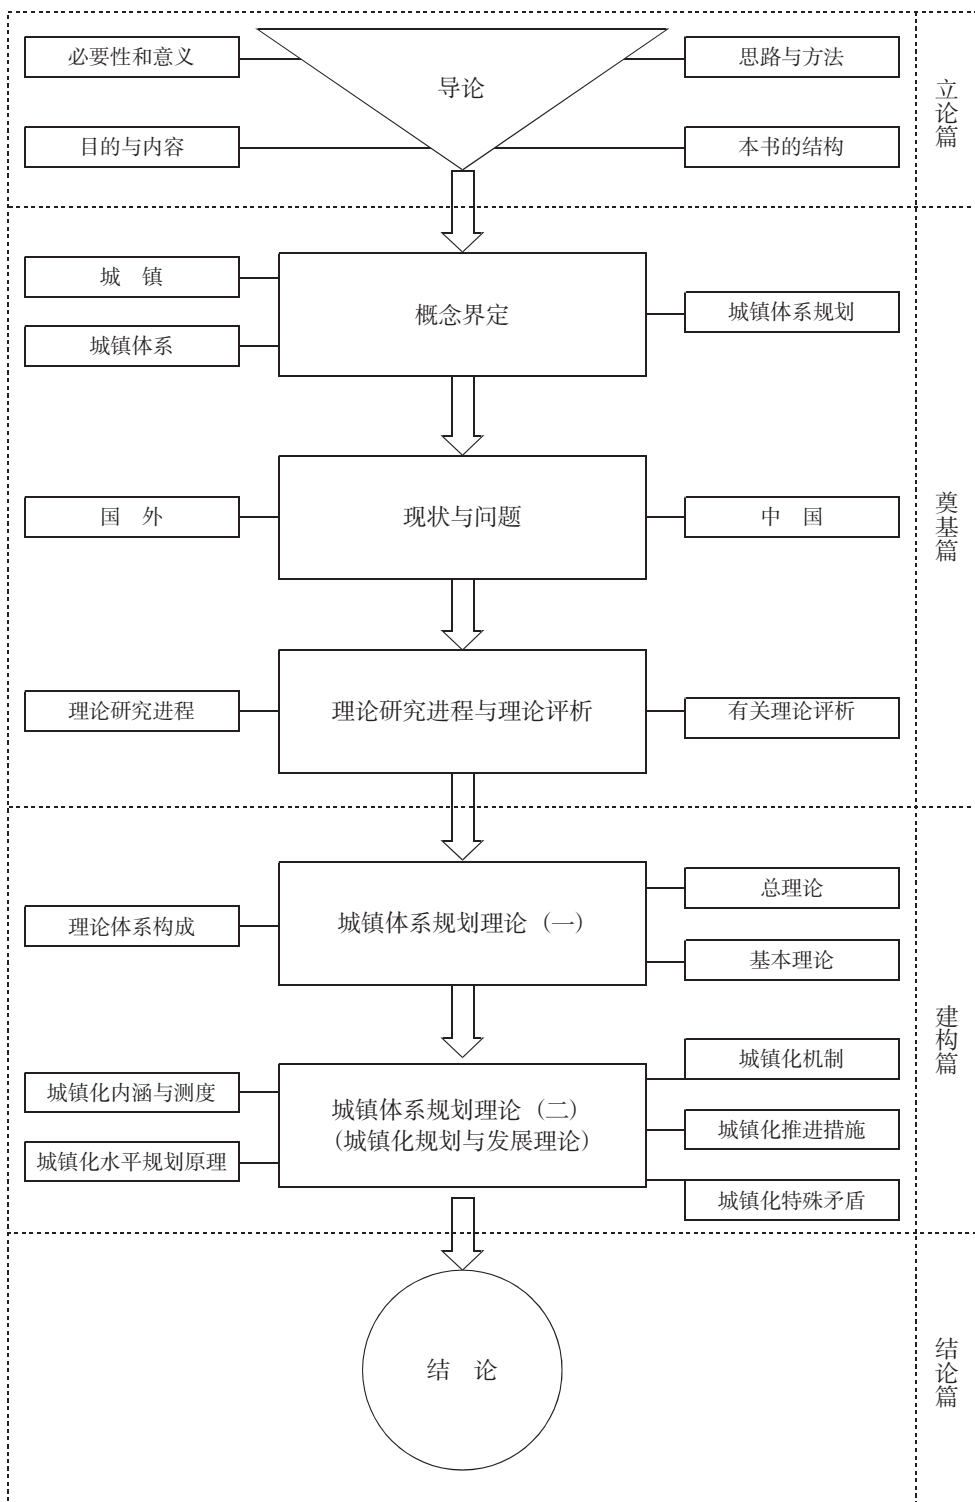 必要性和意义
导论
思路与方法
目的与内容
本书的结构
立论篇
城 镇
概念界定
城镇体系规划
城镇体系
国 外
现状与问题
中 国
奠基篇
理论研究进程
理论研究进程与理论评析
有关理论评析
理论体系构成
城镇体系规划理论（一）
总理论
基本理论
建构篇
城镇化内涵与测度
城镇化水平规划原理
城镇体系规划理论（二）
（城镇化规划与发展理论）
城镇化机制
城镇化推进措施
城镇化特殊矛盾
结 论
结论篇